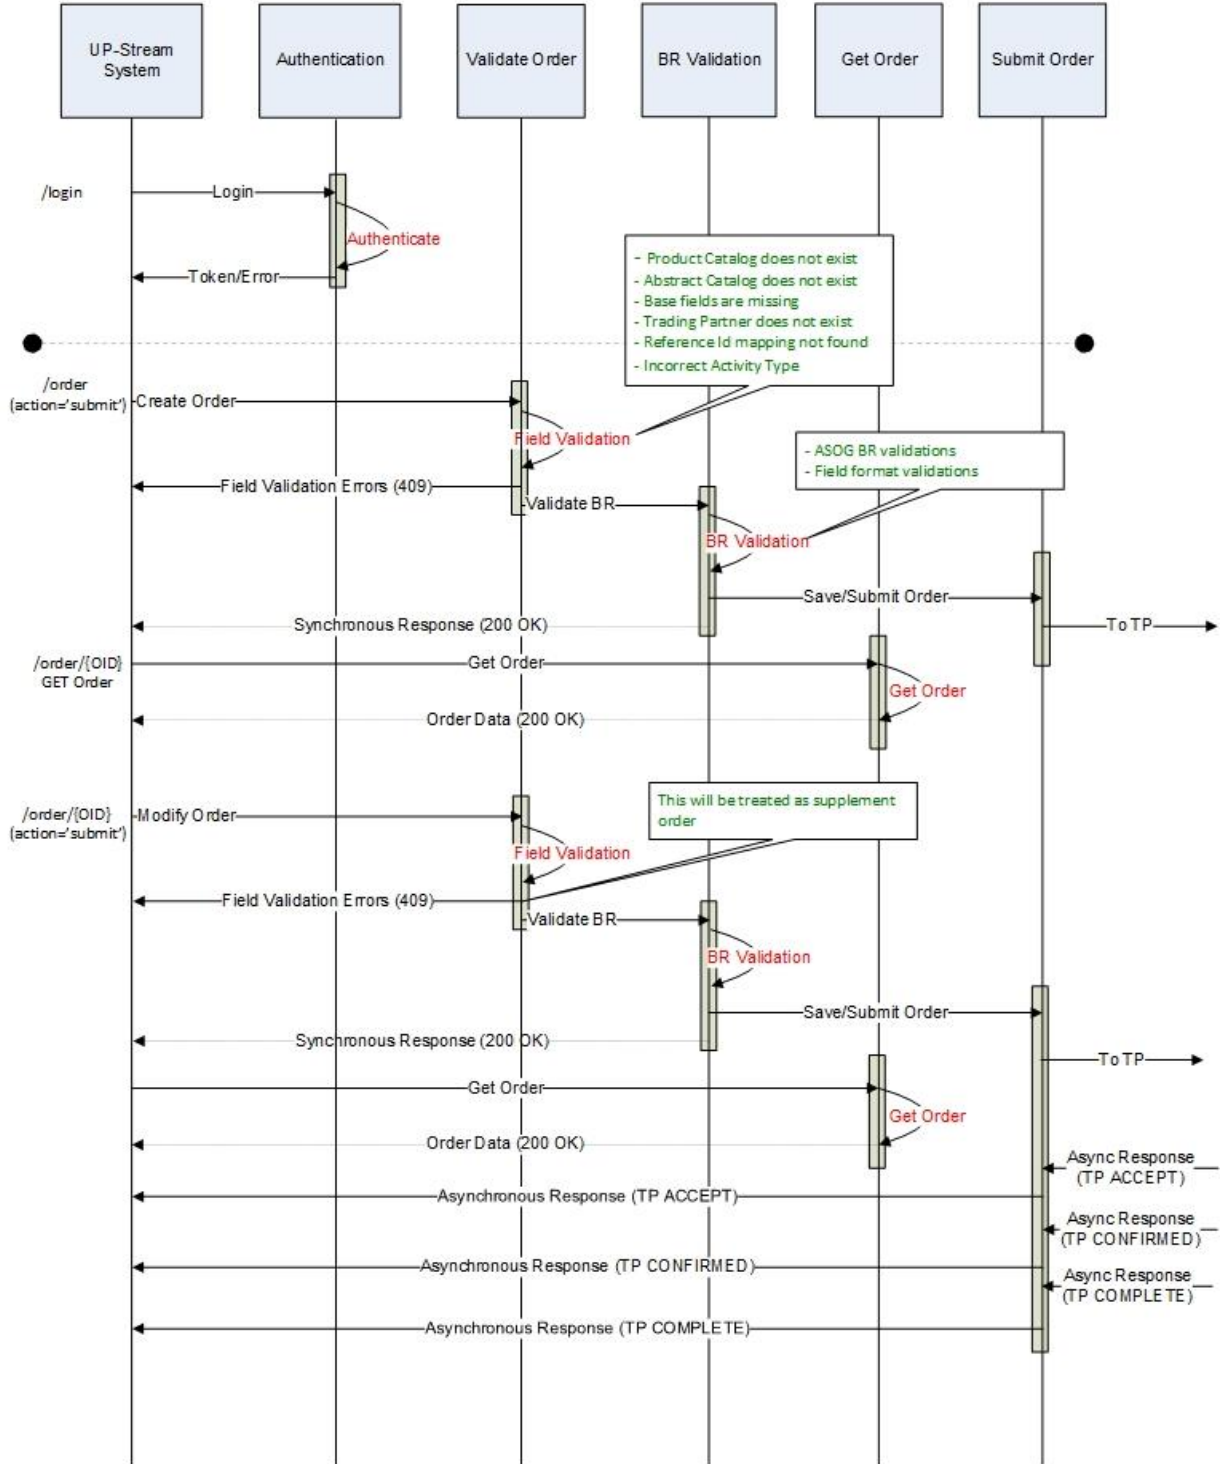 UP-Stream
System
Authentication
Validate Order
BR Validation
Get Order
Submit Order
/login
Login
Authenticate
Token/Error
- Product Catalog does not exist
- Abstract Catalog does not exist
- Base fields are missing
- Trading Partner does not exist
- Reference Id mapping not found
- Incorrect Activity Type
/order
(action='submit')
Create Order
Field Validation
- ASOG BR validations
- Field format validations
Field Validation Errors (409)
Validate BR
BR Validation
Save/Submit Order
Synchronous Response (200 OK)
To TP
/order/{OID}
GET Order
Get Order
Get Order
Order Data (200 OK)
This will be treated as supplement
order
/order/{OID}
(action='submit')
Modify Order
Field Validation
Field Validation Errors (409)
Validate BR
BR Validation
Save/Submit Order
Synchronous Response (200 OK)
To TP
Get Order
Get Order
Order Data (200 OK)
Async Response
(TP ACCEPT)
Asynchronous Response (TP ACCEPT)
Async Response
(TP CONFIRMED)
Asynchronous Response (TP CONFIRMED)
Async Response
(TP COMPLETE)
Asynchronous Response (TP COMPLETE)